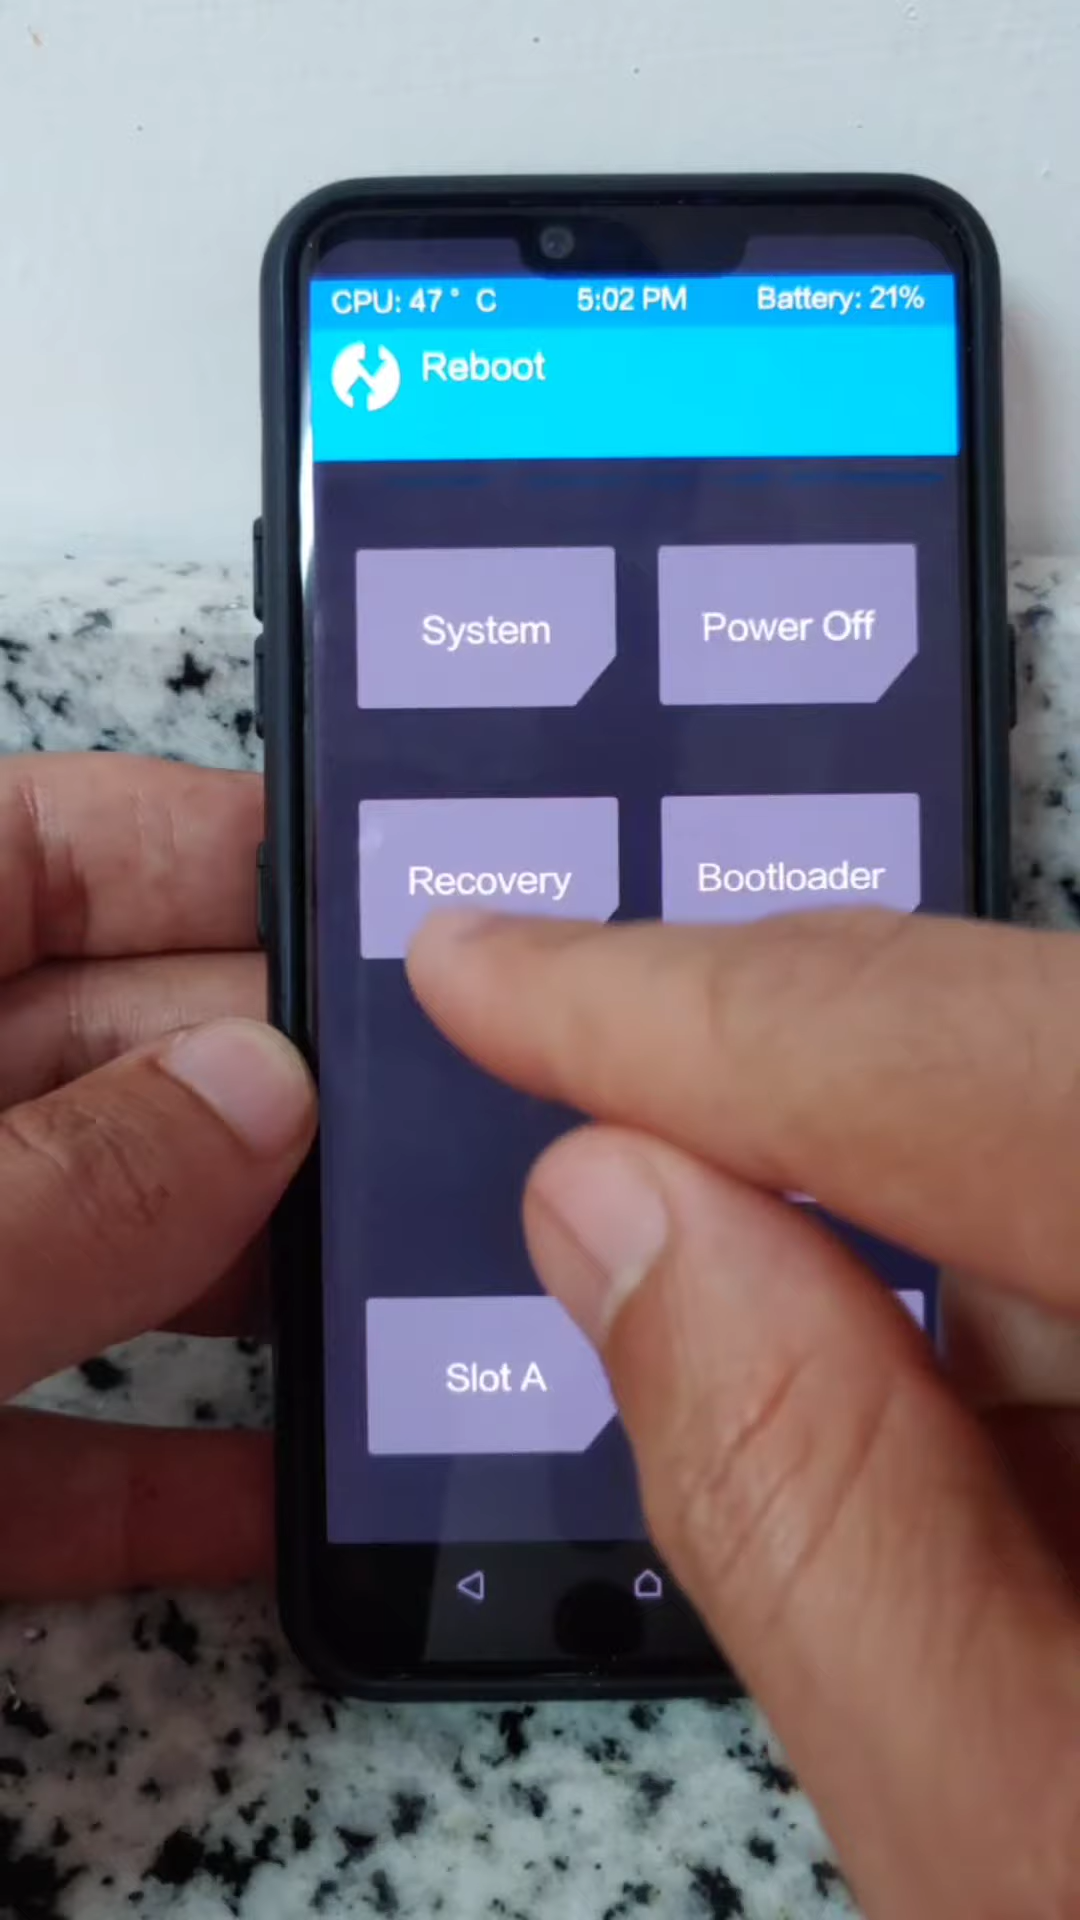 CPU: 47 ° C 5:02 PM Battery: 21%
Reboot
System Power Off
Recovery Bootloader
Slot A